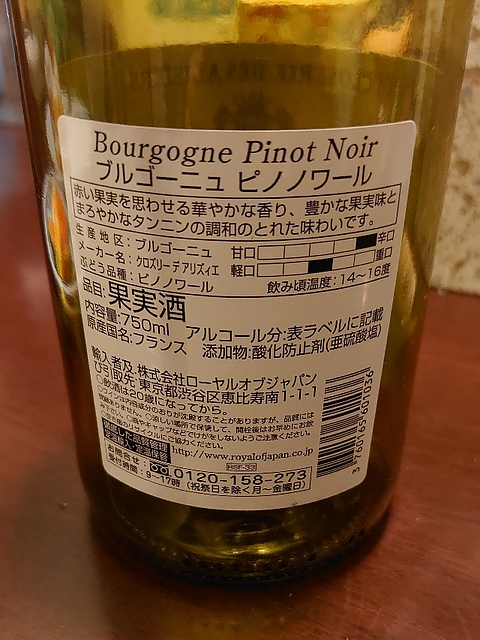 Bourgogne Pinot Noir
ブルゴーニュ ピノノワール
赤い果実を思わせる華やかな香り、豊かな果実味と
まろやかなタンニンの調和のとれた味わいです。
生産地区：ブルゴーニュ 甘口 辛口
メーカー名：クロズリーデアリズィエ
ぶどう品種：ピノノワール 軽口 重口
飲み頃温度：14～16度
品目：果実酒
内容量：750ml アルコール分：表ラベルに記載
原産国名：フランス 添加物：酸化防止剤(亜硫酸塩)
輸入者及 株式会社ローヤルオブジャパン
び引取先：東京都渋谷区恵比寿南1-1-1
○飲酒は20歳になってから。
http://www.royalofjapan.co.jp
お問合せ：0120-158-273
受付時間：9～17時 (祝祭日を除く月～金曜日)
3760165691036